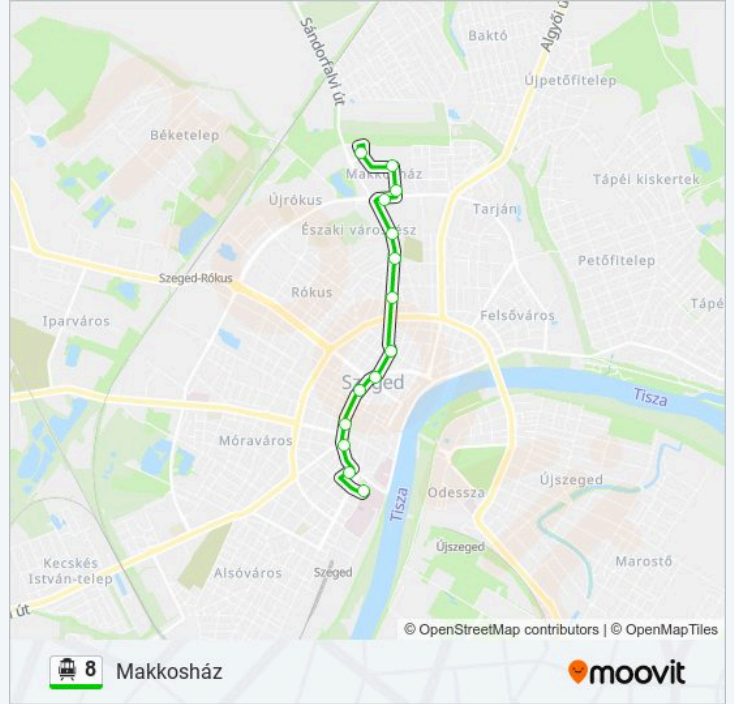 Baktó
Algyői ú
Sándorfalvi út
Újpetőfitelep
Béketelep
Makkosház
Tápéi kiskertek
Újrókus
Tarján
Északi városrész
Petőfitelep
Szeged-Rókus
Rókus
Tápé
Iparváros
Felsőváros
Szeged
Tisza
Móraváros
Újszeged
Odessza
Tisza
Újszeged
Marostő
Kecskés
István-telep
Alsóváros
Szeged
i út
© OpenStreetMap contributors | © OpenMapTiles
8 Makkosház
moovit